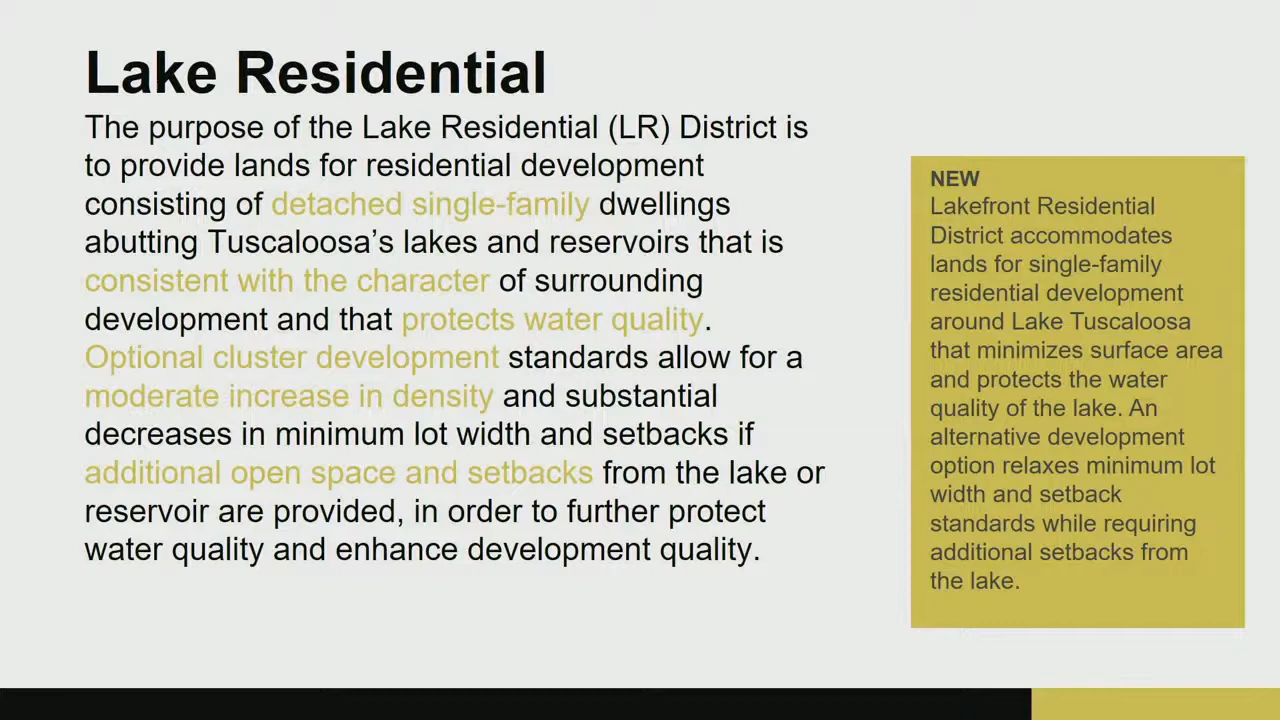 Lake Residential
The purpose of the Lake Residential (LR) District is
to provide lands for residential development
consisting of detached single-family dwellings
abutting Tuscaloosa’s lakes and reservoirs that is
consistent with the character of surrounding
development and that protects water quality.
Optional cluster development standards allow for a
moderate increase in density and substantial
decreases in minimum lot width and setbacks if
additional open space and setbacks from the lake or
reservoir are provided, in order to further protect
water quality and enhance development quality.
NEW
Lakefront Residential
District accommodates
lands for single-family
residential development
around Lake Tuscaloosa
that minimizes surface area
and protects the water
quality of the lake. An
alternative development
option relaxes minimum lot
width and setback
standards while requiring
additional setbacks from
the lake.